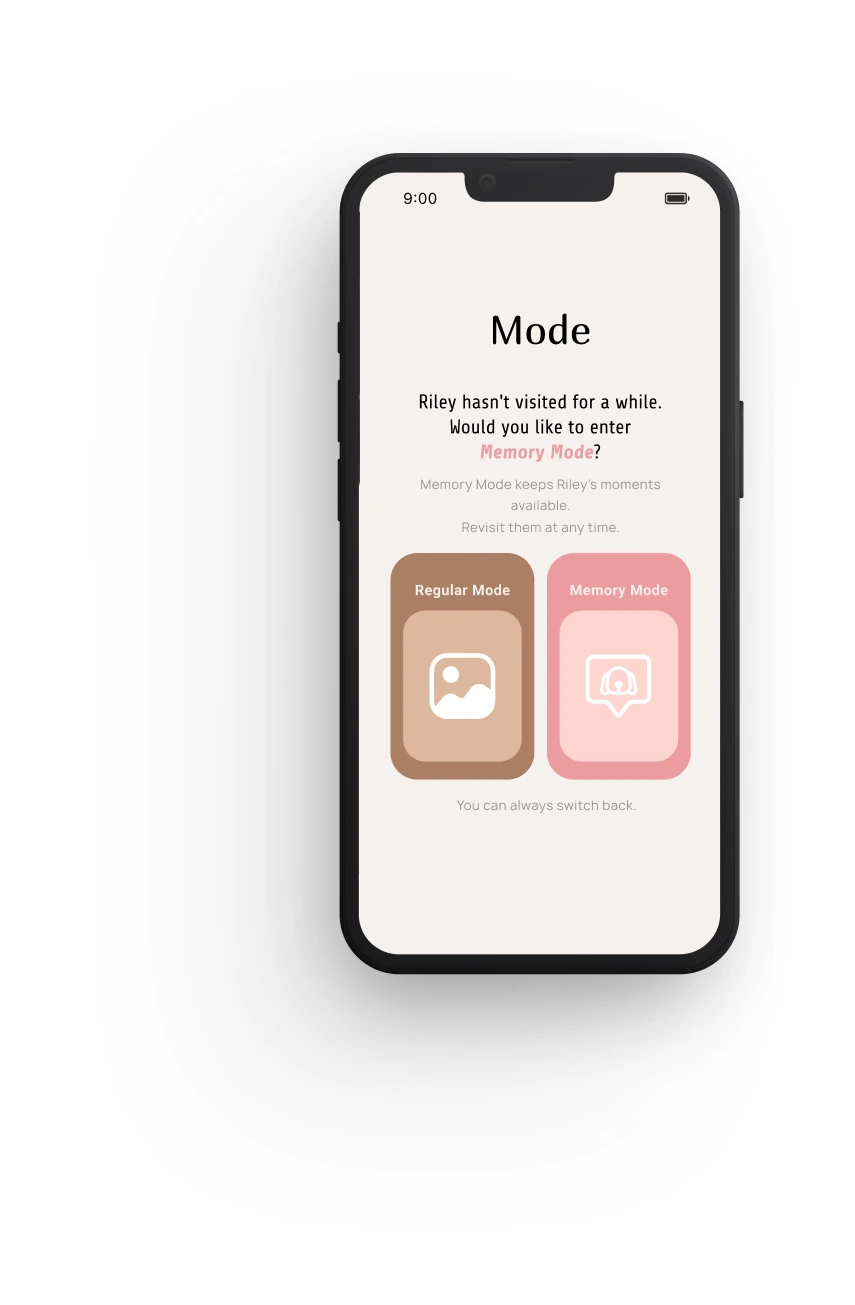 9:00
Mode
Riley hasn't visited for a while.
Would you like to enter
Memory Mode?
Memory Mode keeps Riley's moments
available.
Revisit them at any time.
Regular Mode
Memory Mode
You can always switch back.